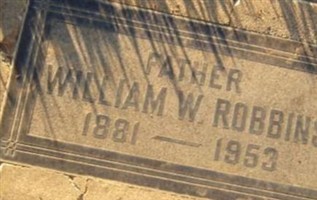 FATHER
WILLIAM W. ROBBINS
1881 — 1953